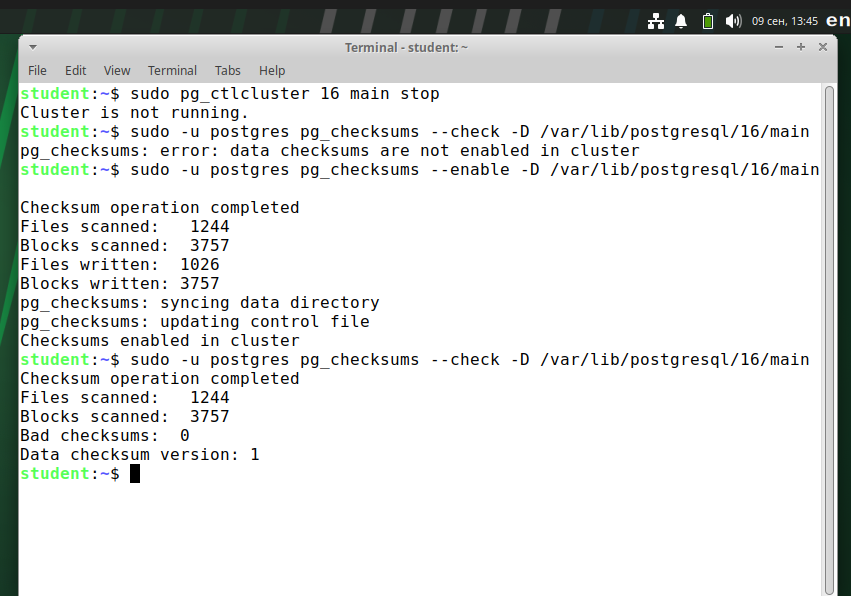 09 сен, 13:45 en
Terminal - student: ~
File Edit View Terminal Tabs Help
student:~$ sudo pg_ctlcluster 16 main stop
Cluster is not running.
student:~$ sudo -u postgres pg_checksums --check -D /var/lib/postgresql/16/main
pg_checksums: error: data checksums are not enabled in cluster
student:~$ sudo -u postgres pg_checksums --enable -D /var/lib/postgresql/16/main
Checksum operation completed
Files scanned:   1244
Blocks scanned:  3757
Files written:  1026
Blocks written: 3757
pg_checksums: syncing data directory
pg_checksums: updating control file
Checksums enabled in cluster
student:~$ sudo -u postgres pg_checksums --check -D /var/lib/postgresql/16/main
Checksum operation completed
Files scanned:   1244
Blocks scanned:  3757
Bad checksums:  0
Data checksum version: 1
student:~$